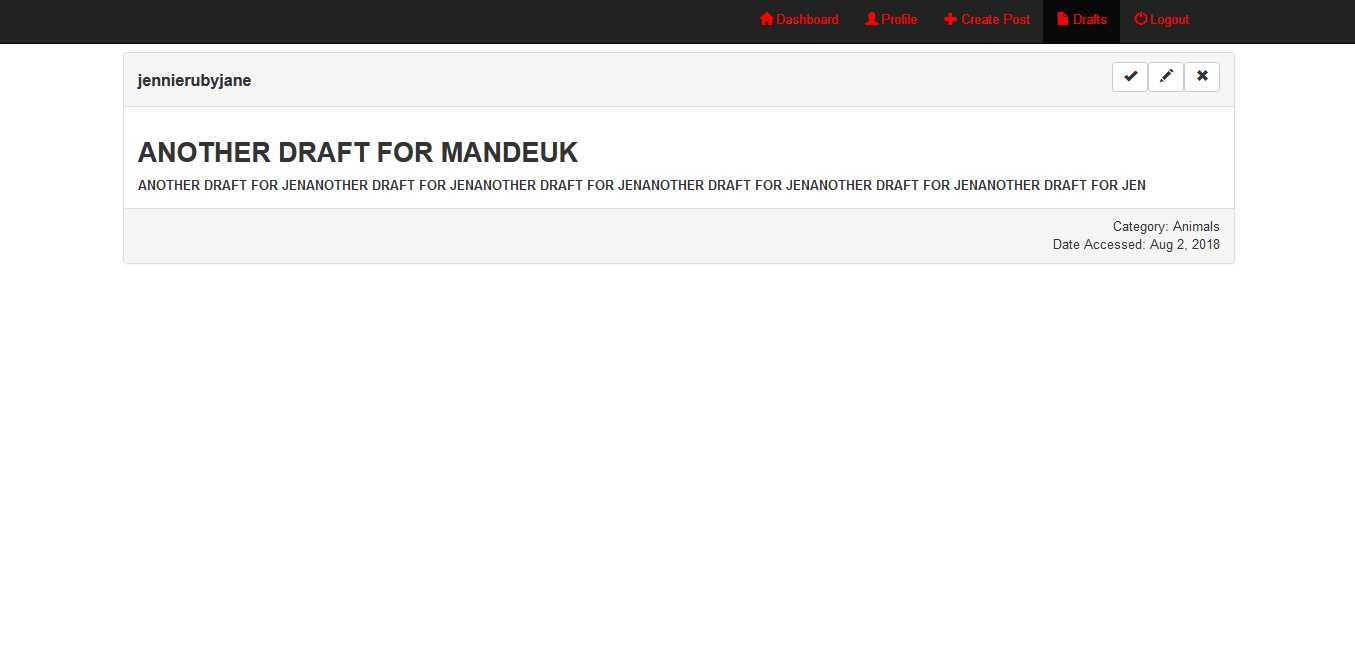 Dashboard Profile Create Post Drafts Logout
jennierubyjane
ANOTHER DRAFT FOR MANDEUK
ANOTHER DRAFT FOR JENANOTHER DRAFT FOR JENANOTHER DRAFT FOR JENANOTHER DRAFT FOR JENANOTHER DRAFT FOR JENANOTHER DRAFT FOR JEN
Category: Animals
Date Accessed: Aug 2, 2018